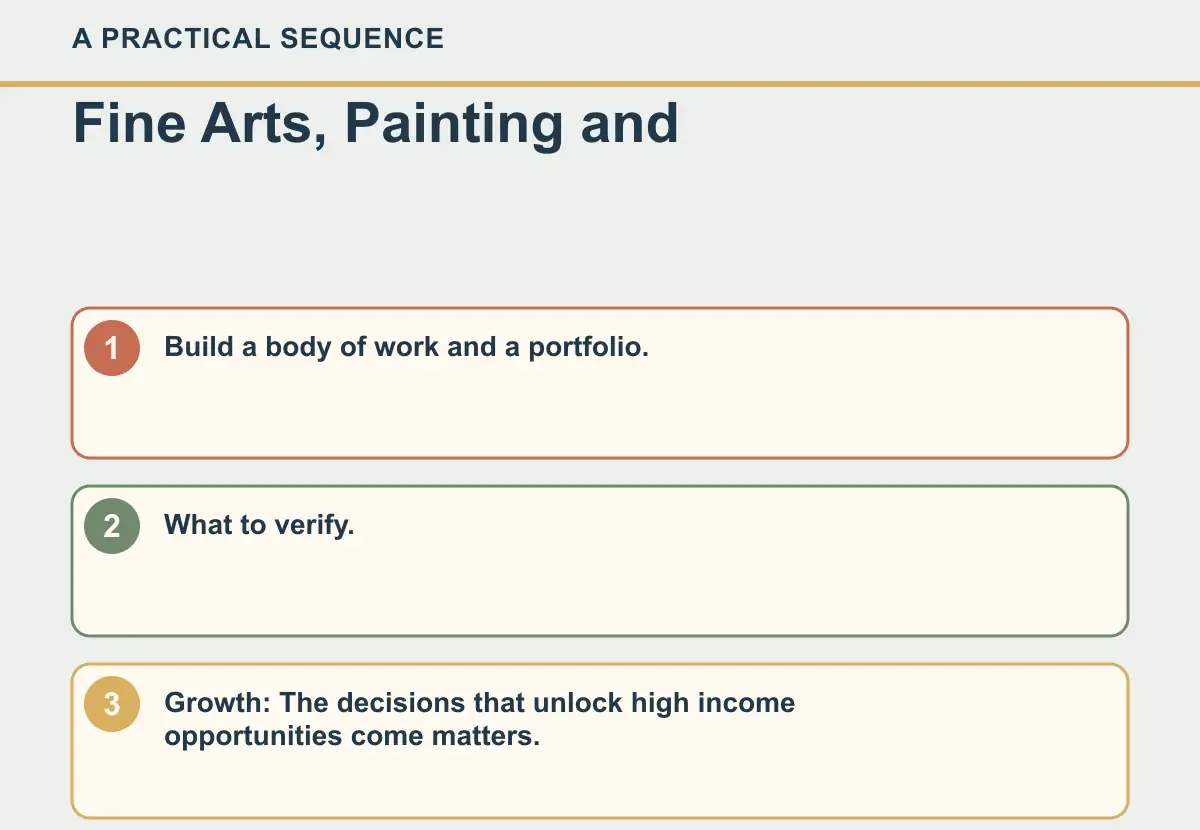 A PRACTICAL SEQUENCE
Fine Arts, Painting and
1
Build a body of work and a portfolio.
2
What to verify.
3
Growth: The decisions that unlock high income
opportunities come matters.